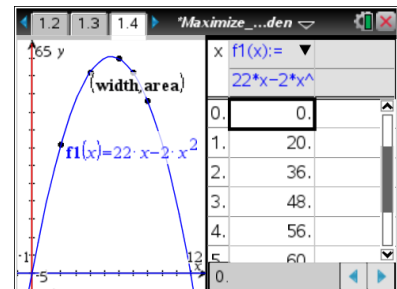 1.2 1.3 1.4 "Maximize_...den
65 y
(width,area)
f1(x)=22·x-2·x²
-1
12
x
-5
x f1(x):= ▼
22*x-2*x^
0. 0.
1. 20.
2. 36.
3. 48.
4. 56.
5. 60.
0.